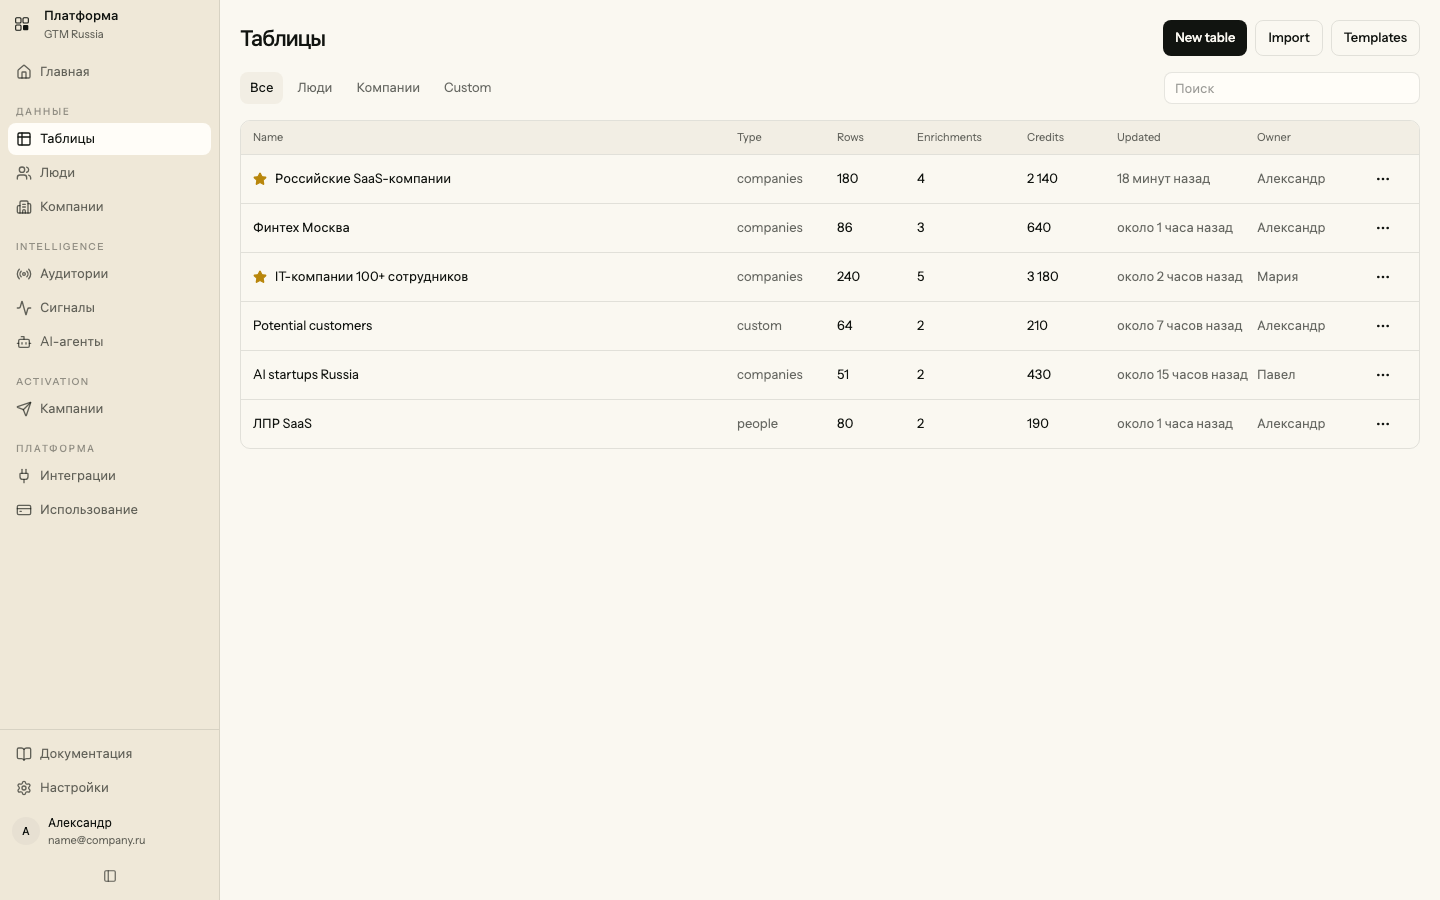 Платформа
GTM Russia
Главная
ДАННЫЕ
Таблицы
Люди
Компании
INTELLIGENCE
Аудитории
Сигналы
AI-агенты
ACTIVATION
Кампании
ПЛАТФОРМА
Интеграции
Использование
Документация
Настройки
A
Александр
name@company.ru
Таблицы
New table Import Templates
Все Люди Компании Custom
Поиск
Name Type Rows Enrichments Credits Updated Owner
Российские SaaS-компании companies 180 4 2 140 18 минут назад Александр
Финтех Москва companies 86 3 640 около 1 часа назад Александр
IT-компании 100+ сотрудников companies 240 5 3 180 около 2 часов назад Мария
Potential customers custom 64 2 210 около 7 часов назад Александр
AI startups Russia companies 51 2 430 около 15 часов назад Павел
ЛПР SaaS people 80 2 190 около 1 часа назад Александр